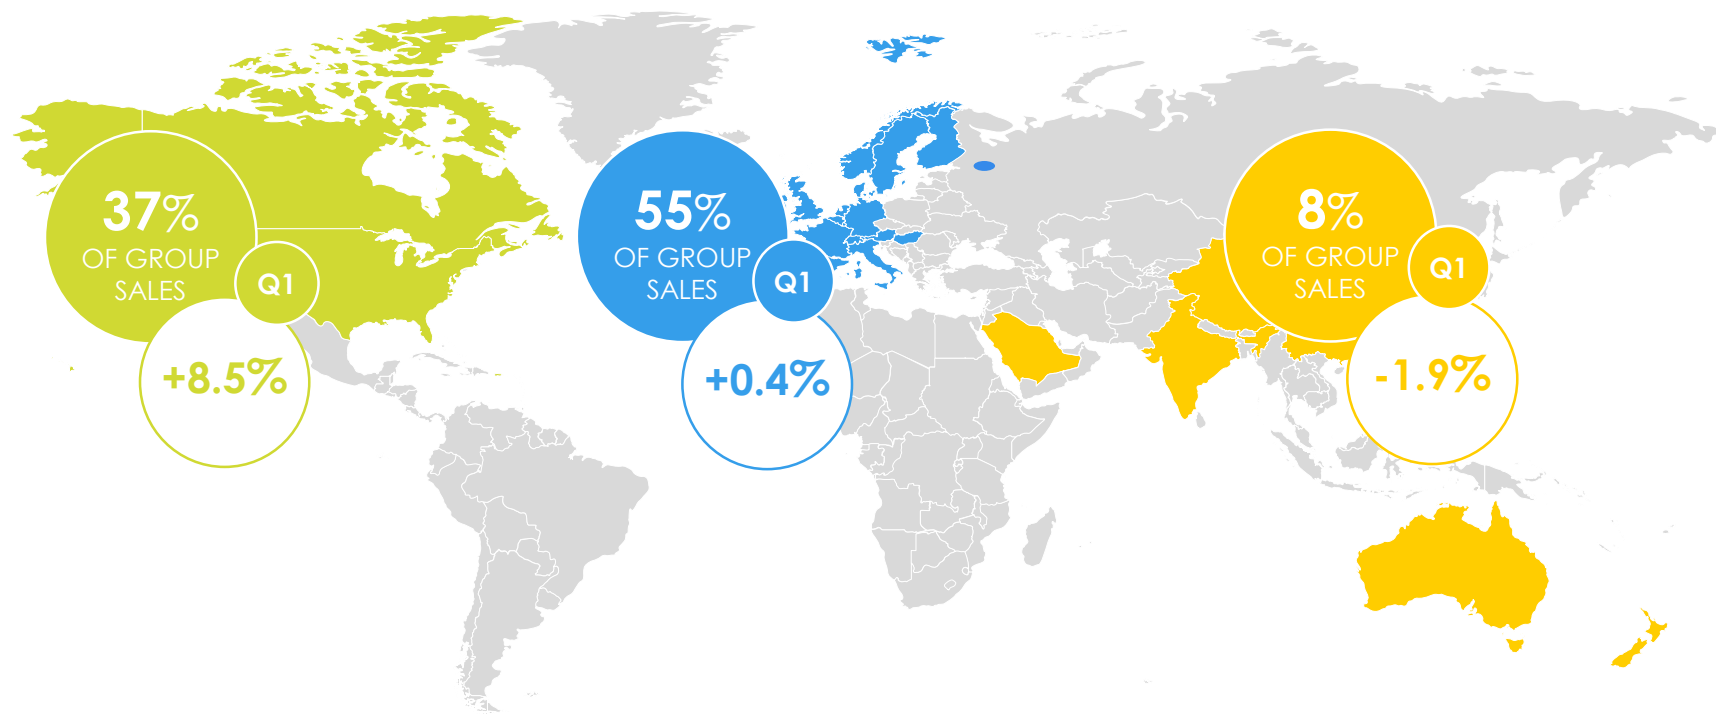 37%
OF GROUP
SALES
Q1
+8.5%
55%
OF GROUP
SALES
Q1
+0.4%
8%
OF GROUP
SALES
Q1
-1.9%